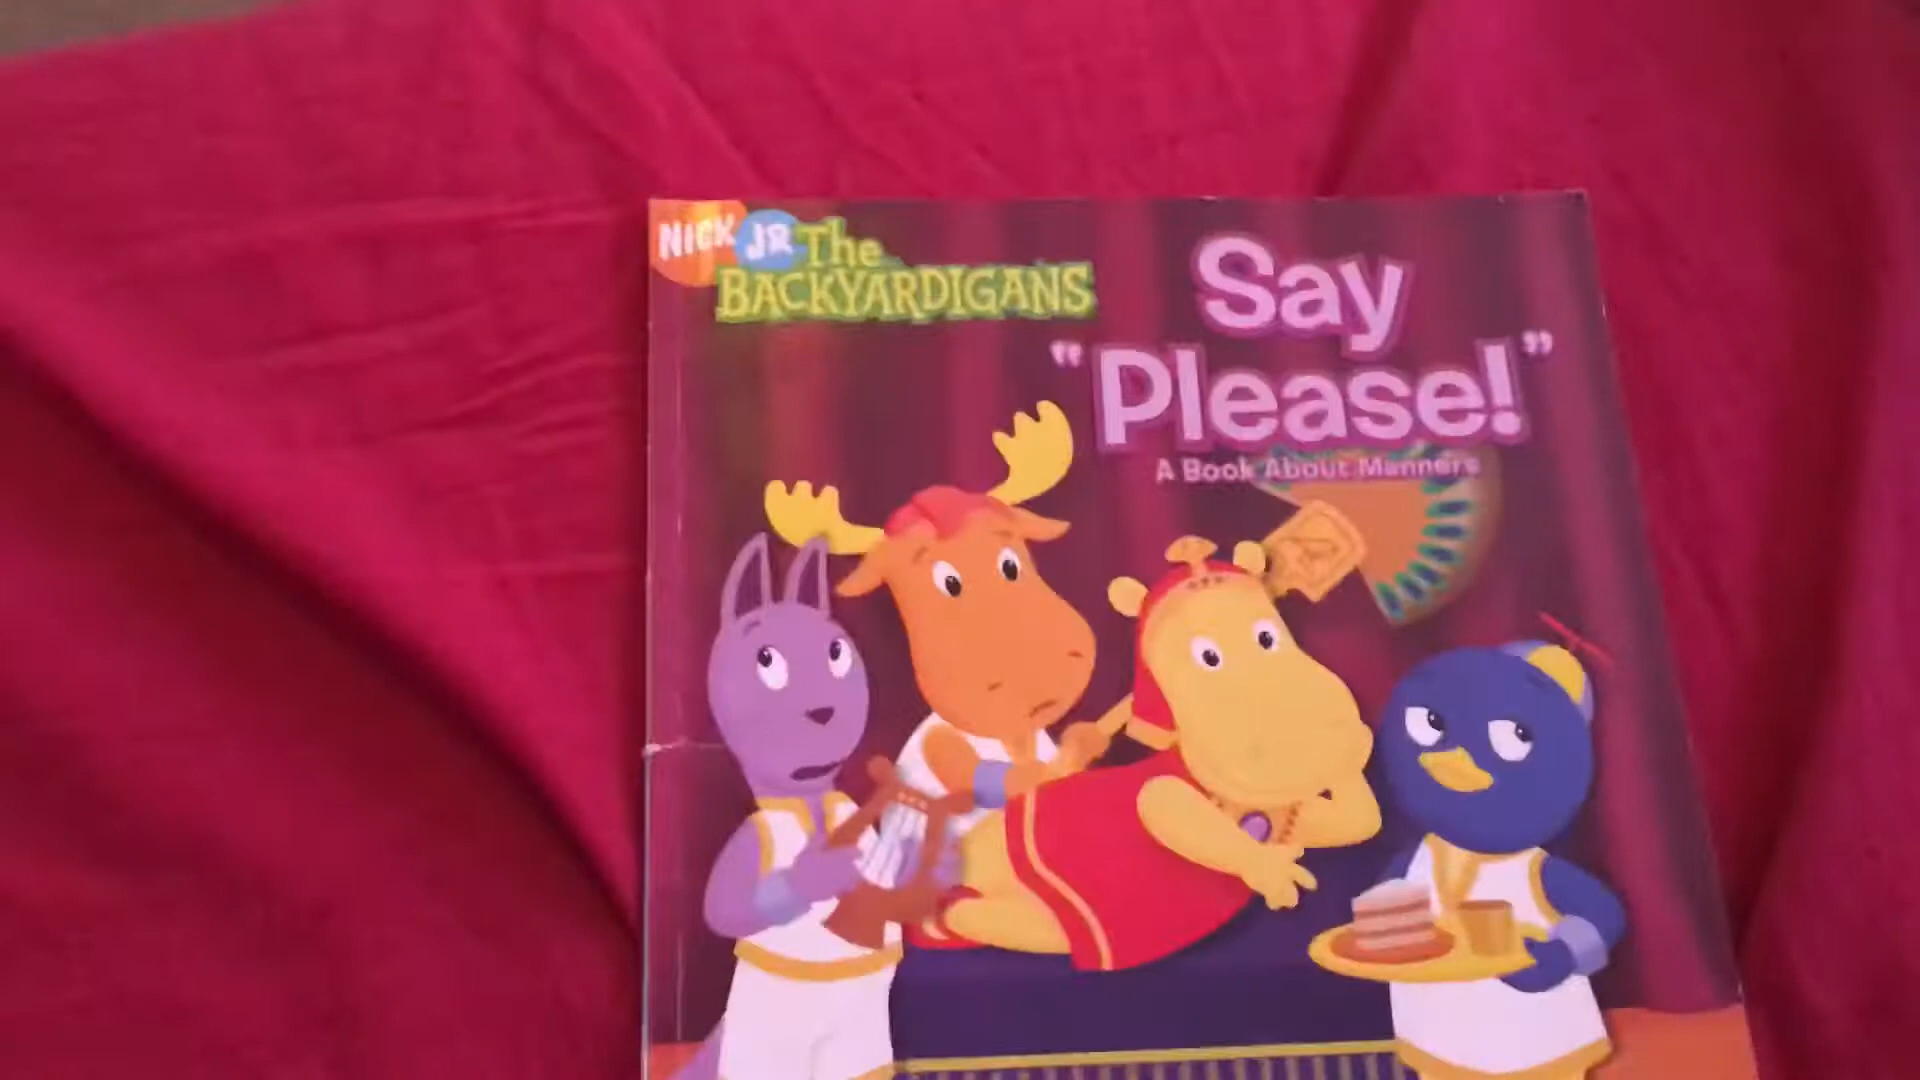 NICK JR
The
BACKYARDIGANS
Say
"Please!"
A Book About Manners